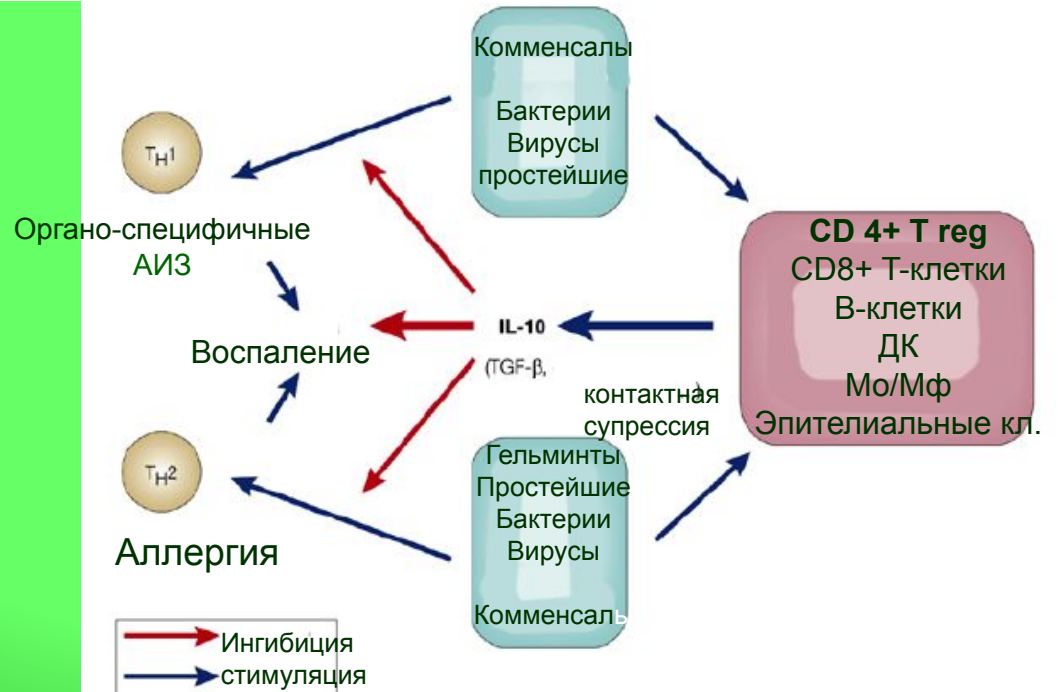 Комменсалы
Бактерии
Вирусы
простейшие
TH1
Органо-специфичные
АИЗ
CD 4+ T reg
CD8+ Т-клетки
В-клетки
ДК
Мо/Мф
Эпителиальные кл.
IL-10
(TGF-β,
контактная
супрессия
)
Воспаление
TH2
Аллергия
Гельминты
Простейшие
Бактерии
Вирусы
Комменсалы
Ингибиция
стимуляция